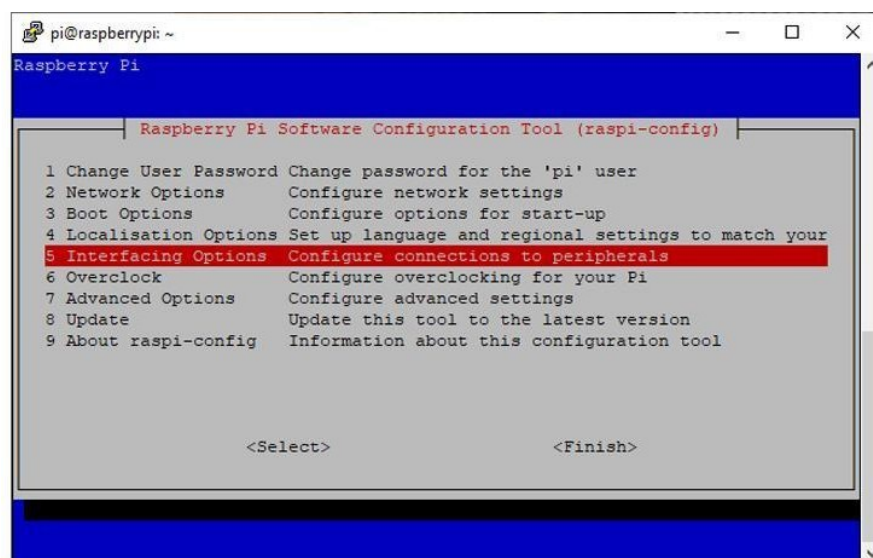 pi@raspberrypi: ~
Raspberry Pi
Raspberry Pi Software Configuration Tool (raspi-config)
1 Change User Password Change password for the 'pi' user
2 Network Options Configure network settings
3 Boot Options Configure options for start-up
4 Localisation Options Set up language and regional settings to match your
5 Interfacing Options Configure connections to peripherals
6 Overclock Configure overclocking for your Pi
7 Advanced Options Configure advanced settings
8 Update Update this tool to the latest version
9 About raspi-config Information about this configuration tool
<Select> <Finish>